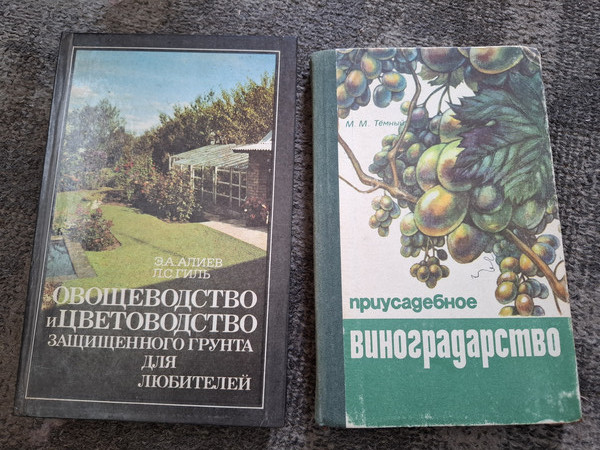 Э.А.АЛИЕВ
Л.С.ГИЛЬ
ОВОЩЕВОДСТВО
и ЦВЕТОВОДСТВО
ЗАЩИЩЕННОГО ГРУНТА
ДЛЯ
ЛЮБИТЕЛЕЙ
М. М. Тёмный
приусадебное
виноградарство